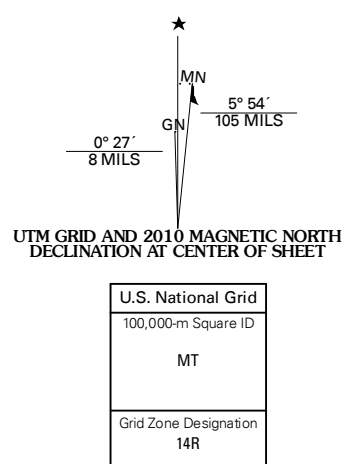 ★
MN
5° 54´
105 MILS
GN
0° 27´
8 MILS
UTM GRID AND 2010 MAGNETIC NORTH
DECLINATION AT CENTER OF SHEET
U.S. National Grid
100,000-m Square ID
MT
Grid Zone Designation
14R